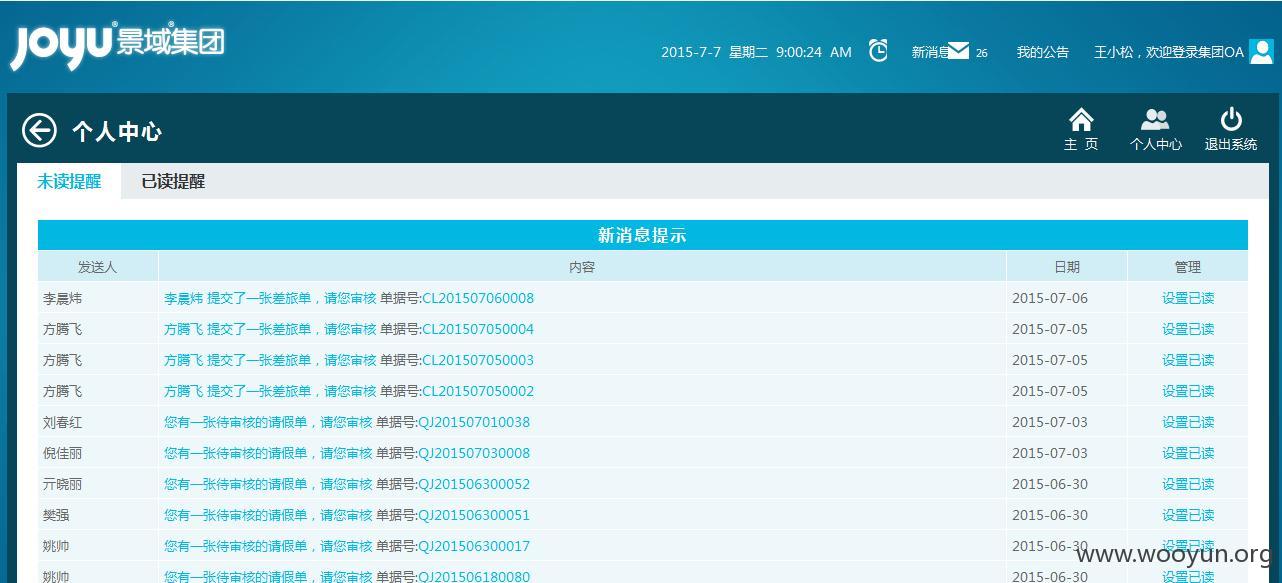 JOYU®景域®集团
2015-7-7 星期二 9:00:24 AM 新消息 26 我的公告 王小松，欢迎登录集团OA
个人中心
主 页 个人中心 退出系统
未读提醒 已读提醒
新消息提示
发送人 内容 日期 管理
李晨炜 李晨炜 提交了一张差旅单，请您审核 单据号:CL201507060008 2015-07-06 设置已读
方腾飞 方腾飞 提交了一张差旅单，请您审核 单据号:CL201507050004 2015-07-05 设置已读
方腾飞 方腾飞 提交了一张差旅单，请您审核 单据号:CL201507050003 2015-07-05 设置已读
方腾飞 方腾飞 提交了一张差旅单，请您审核 单据号:CL201507050002 2015-07-05 设置已读
刘春红 您有一张待审核的请假单，请您审核 单据号:QJ201507010038 2015-07-03 设置已读
倪佳丽 您有一张待审核的请假单，请您审核 单据号:QJ201507030008 2015-07-03 设置已读
亓晓丽 您有一张待审核的请假单，请您审核 单据号:QJ201506300052 2015-06-30 设置已读
樊强 您有一张待审核的请假单，请您审核 单据号:QJ201506300051 2015-06-30 设置已读
姚帅 您有一张待审核的请假单，请您审核 单据号:QJ201506300017 2015-06-30 设置已读
www.wooyun.org
姚帅 您有一张待审核的请假单，请您审核 单据号:QJ201506180080 2015-06-30 设置已读